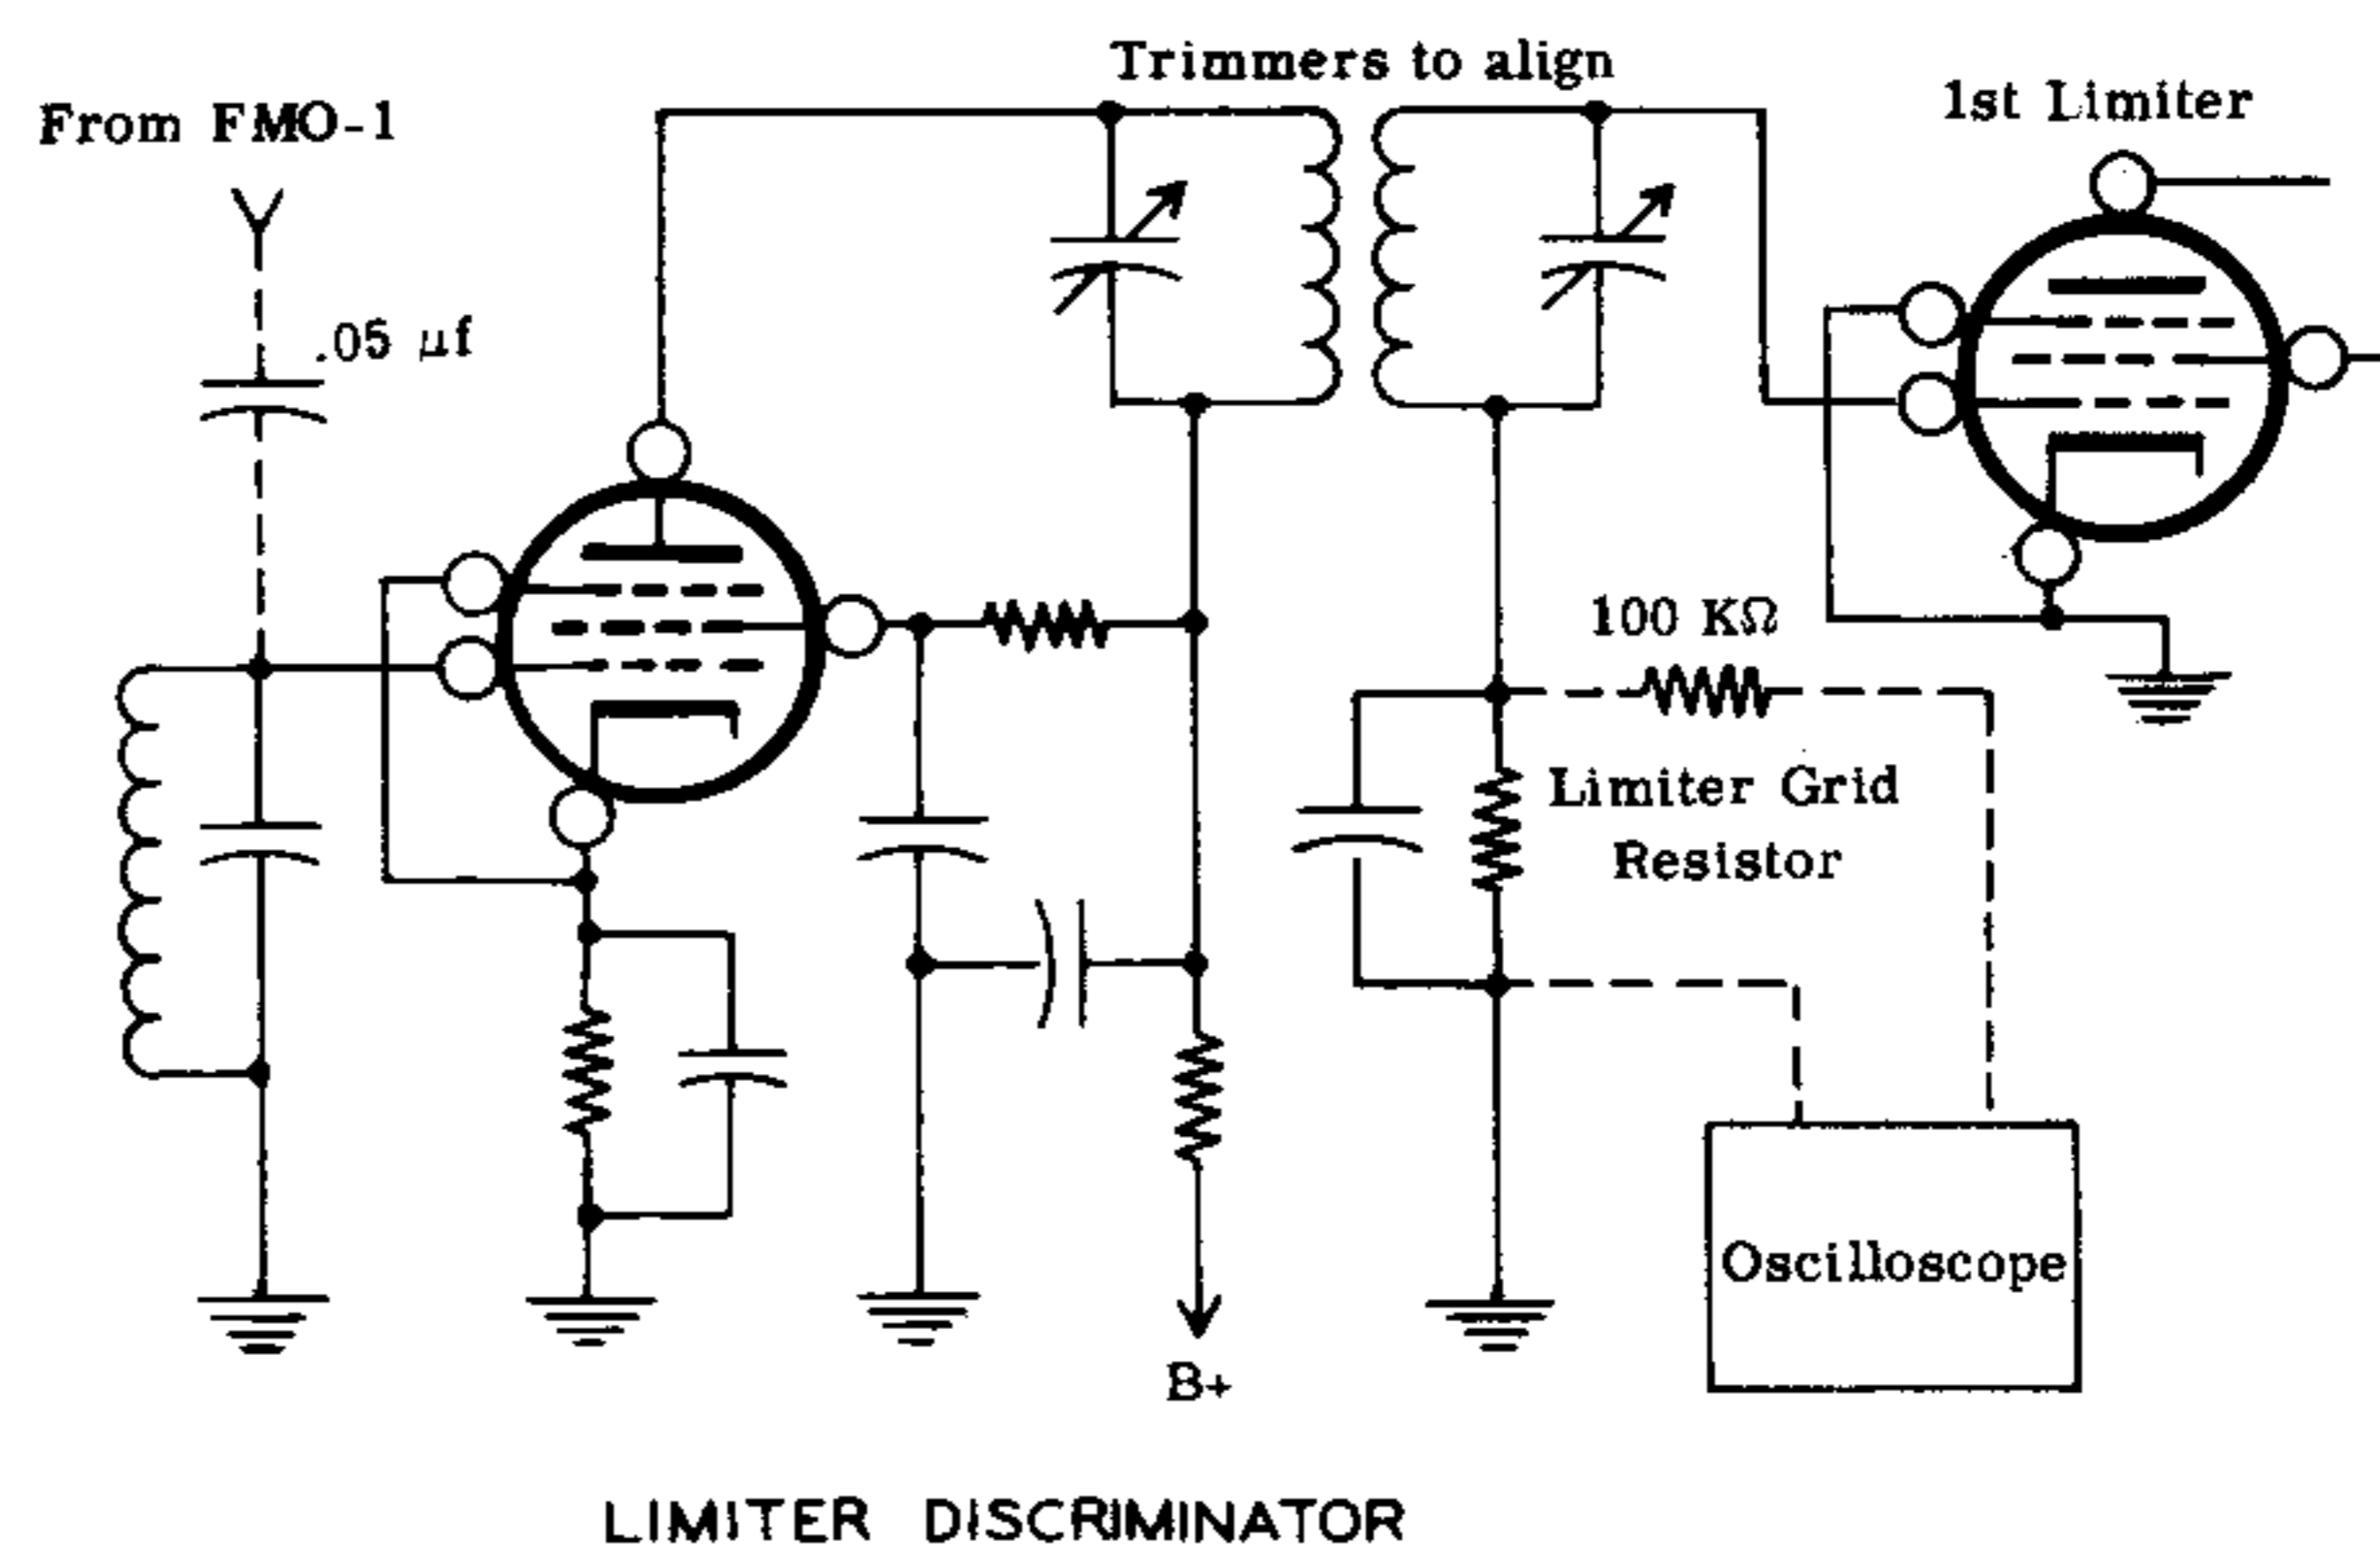 Trimmers to align
1st Limiter
From FMO-1
.05 µf
100 KΩ
Limiter Grid
Resistor
Oscilloscope
B+
LIMITER DISCRIMINATOR